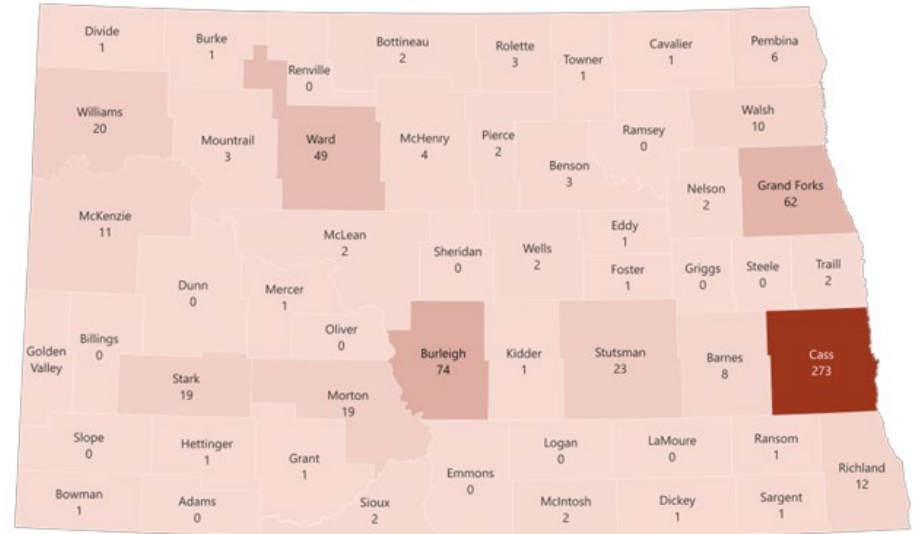 Divide
1
Burke
1
Renville
0
Bottineau
2
Rolette
3
Towner
1
Cavalier
1
Pembina
6
Williams
20
Mountrail
3
Ward
49
McHenry
4
Pierce
2
Benson
3
Ramsey
0
Walsh
10
Nelson
2
Grand Forks
62
McKenzie
11
McLean
2
Sheridan
0
Wells
2
Eddy
1
Foster
1
Griggs
0
Steele
0
Traill
2
Dunn
0
Mercer
1
Oliver
0
Golden
Valley
Billings
0
Stark
19
Morton
19
Burleigh
74
Kidder
1
Stutsman
23
Barnes
8
Cass
273
Slope
0
Hettinger
1
Grant
1
Emmons
0
Logan
0
LaMoure
0
Ransom
1
Richland
12
Bowman
1
Adams
0
Sioux
2
McIntosh
2
Dickey
1
Sargent
1